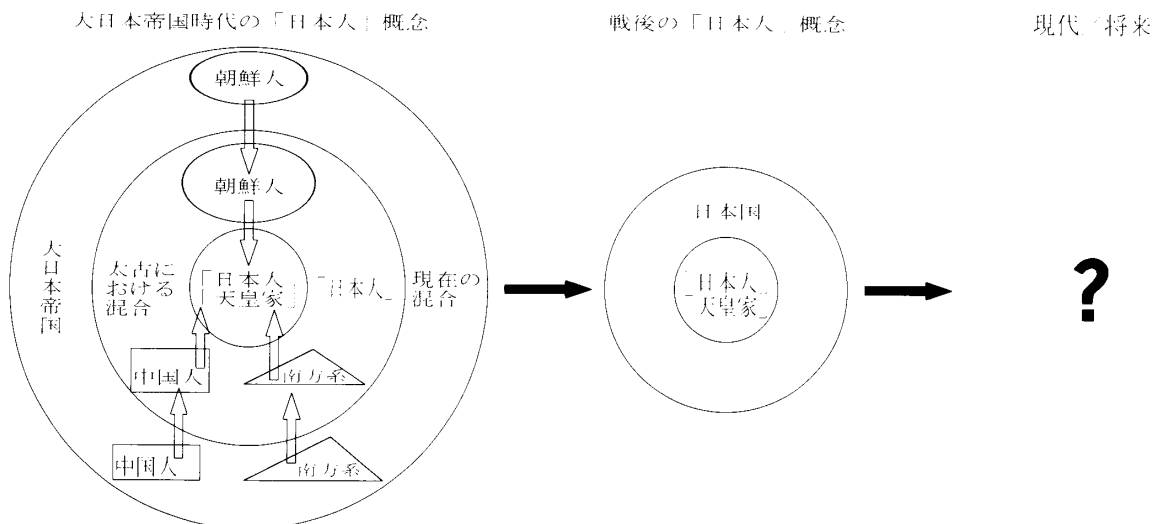 大日本帝国時代の「日本人」概念
戦後の「日本人」概念
現代／将来
朝鮮人
朝鮮人
大日本帝国
太古に
おける
混合
「日本人
天皇家」
「日本人」
現在の
混合
中国人
南方系
中国人
南方系
日本国
「日本人」
「天皇家」
?